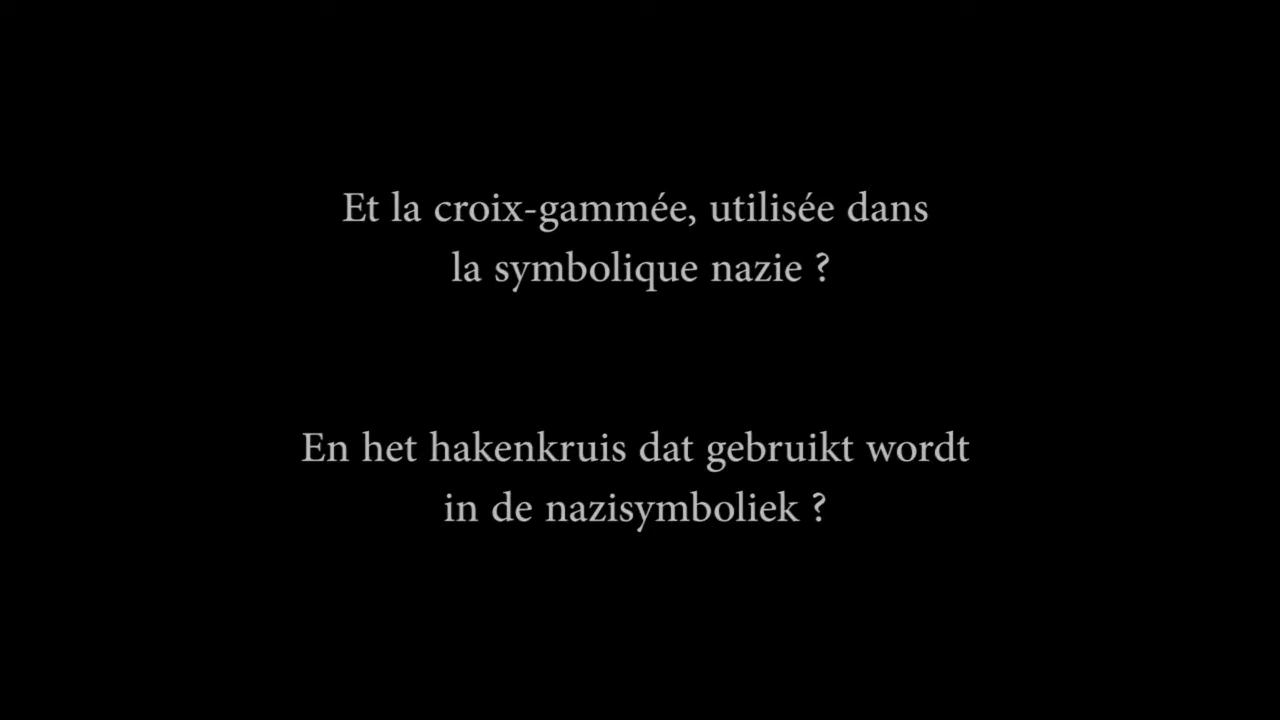 Et la croix-gammée, utilisée dans
la symbolique nazie ?
En het hakenkruis dat gebruikt wordt
in de nazisymboliek ?